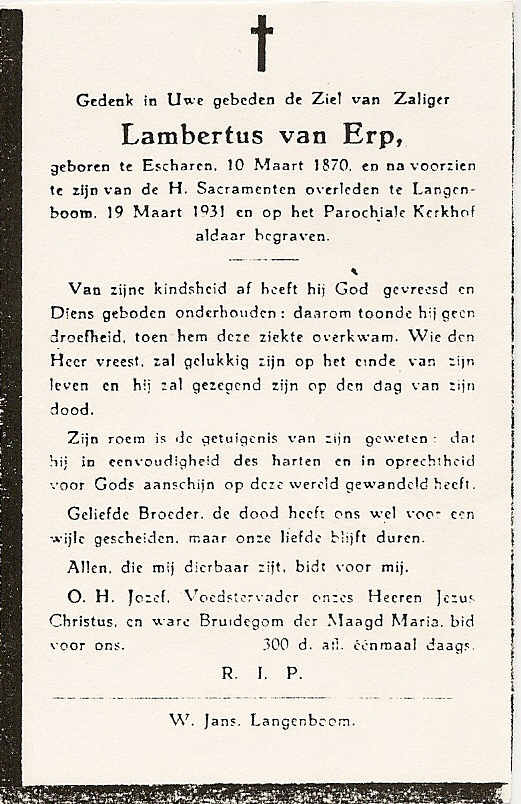 Gedenk in Uwe gebeden de Ziel van Zaliger
Lambertus van Erp,
geboren te Escharen, 10 Maart 1870, en na voorzien
te zijn van de H. Sacramenten overleden te Langen-
boom, 19 Maart 1931 en op het Parochiale Kerkhof
aldaar begraven.
Van zijne kindsheid af heeft hij God gevreesd en
Diens geboden onderhouden : daarom toonde hij geen
droefheid, toen hem deze ziekte overkwam. Wie den
Heer vreest, zal gelukkig zijn op het einde van zijn
leven en hij zal gezegend zijn op den dag van zijn
dood.
Zijn roem is de getuigenis van zijn geweten : dat
hij in eenvoudigheid des harten en in oprechtheid
voor Gods aanschijn op deze wereld gewandeld heeft.
Geliefde Broeder, de dood heeft ons wel voor een
wijle gescheiden, maar onze liefde blijft duren.
Allen, die mij dierbaar zijt, bidt voor mij.
O. H. Jozef, Voedstervader onzes Heeren Jezus
Christus, en ware Bruidegom der Maagd Maria, bid
voor ons. 300 d. afl. éénmaal daags.
R. I. P.
W. Jans, Langenboom.